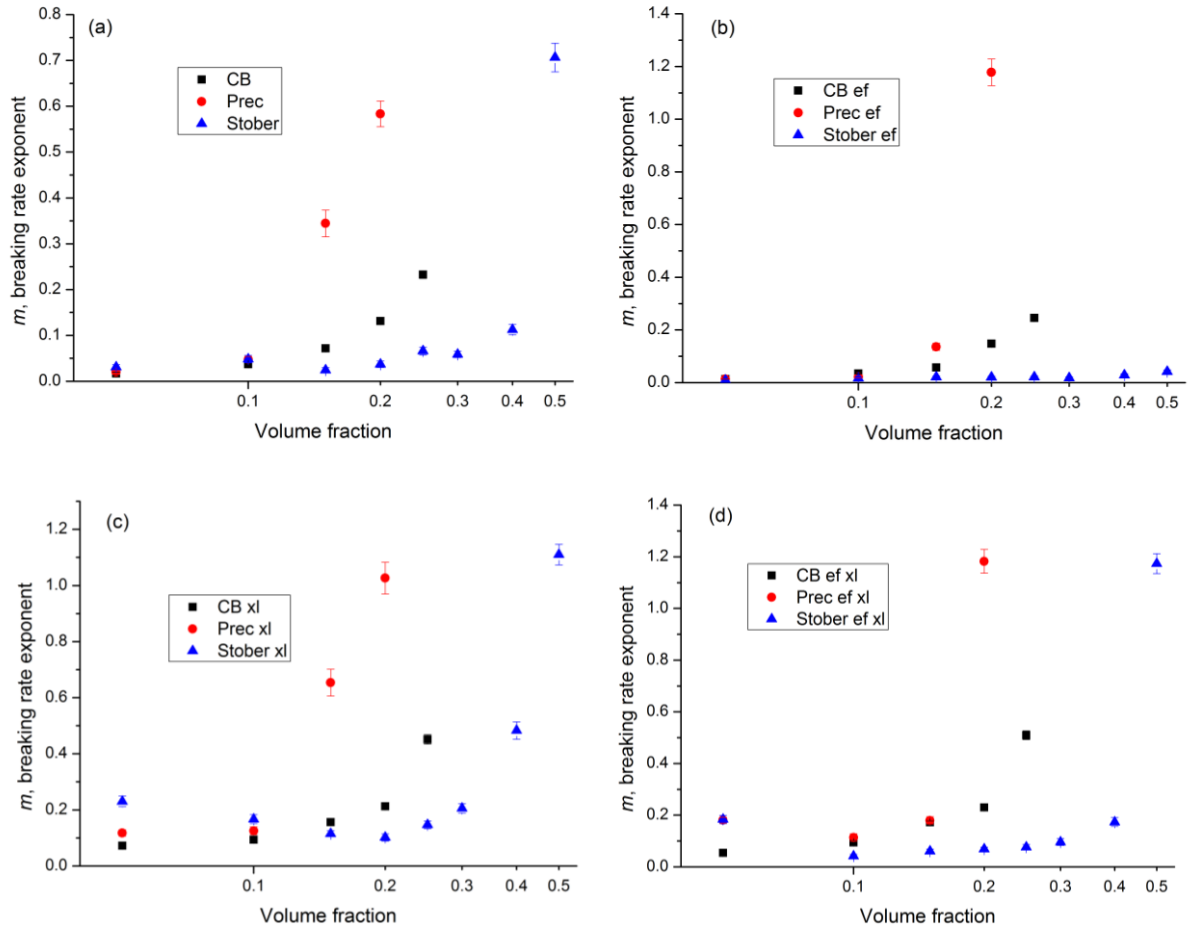 (a)
CB
Prec
Stober
m, breaking rate exponent
0.8
0.7
0.6
0.5
0.4
0.3
0.2
0.1
0.0
0.1
0.2
0.3
0.4
0.5
Volume fraction
(b)
CB ef
Prec ef
Stober ef
m, breaking rate exponent
1.4
1.2
1.0
0.8
0.6
0.4
0.2
0.0
0.1
0.2
0.3
0.4
0.5
Volume fraction
(c)
CB xl
Prec xl
Stober xl
m, breaking rate exponent
1.2
1.0
0.8
0.6
0.4
0.2
0.0
0.1
0.2
0.3
0.4
0.5
Volume fraction
(d)
CB ef xl
Prec ef xl
Stober ef xl
m, breaking rate exponent
1.4
1.2
1.0
0.8
0.6
0.4
0.2
0.0
0.1
0.2
0.3
0.4
0.5
Volume fraction